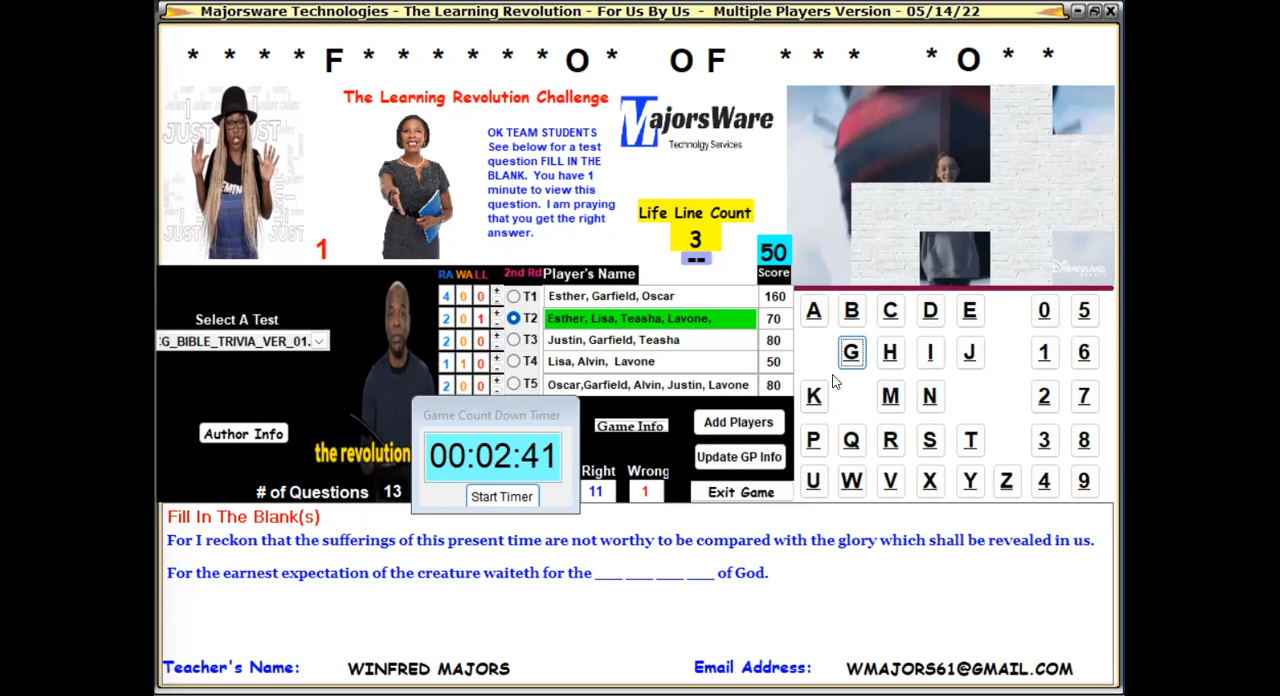 Majorsware Technologies - The Learning Revolution - For Us By Us - Multiple Players Version - 05/14/22
* * * * F * * * * * * * O * OF * * * * O * *
The Learning Revolution Challenge
MajorsWare
Technolgy Services
JUST
JUST
JUST
JUST
1
OK TEAM STUDENTS
See below for a test
question FILL IN THE
BLANK. You have 1
minute to view this
question. I am praying
that you get the right
answer.
Life Line Count
3
--
50
Score
DISNEYLAND
RA WA LL 2nd Rd Player's Name
4 0 0 + - T1 Esther, Garfield, Oscar 160
2 0 1 + - T2 Esther, Lisa, Teasha, Lavone, 70
2 0 0 + - T3 Justin, Garfield, Teasha 80
1 1 0 + - T4 Lisa, Alvin, Lavone 50
2 0 0 + - T5 Oscar,Garfield, Alvin, Justin, Lavone 80
Select A Test
:G_BIBLE_TRIVIA_VER_01.
Author Info
the revolution
# of Questions 13
Game Count Down Timer
00:02:41
Start Timer
Game Info
Right Wrong
11 1
Add Players
Update GP Info
Exit Game
A B C D E 0 5
G H I J 1 6
K M N 2 7
P Q R S T 3 8
U W V X Y Z 4 9
Fill In The Blank(s)
For I reckon that the sufferings of this present time are not worthy to be compared with the glory which shall be revealed in us.
For the earnest expectation of the creature waiteth for the ___ ___ ___ ___ of God.
Teacher's Name: WINFRED MAJORS Email Address: WMAJORS61@GMAIL.COM